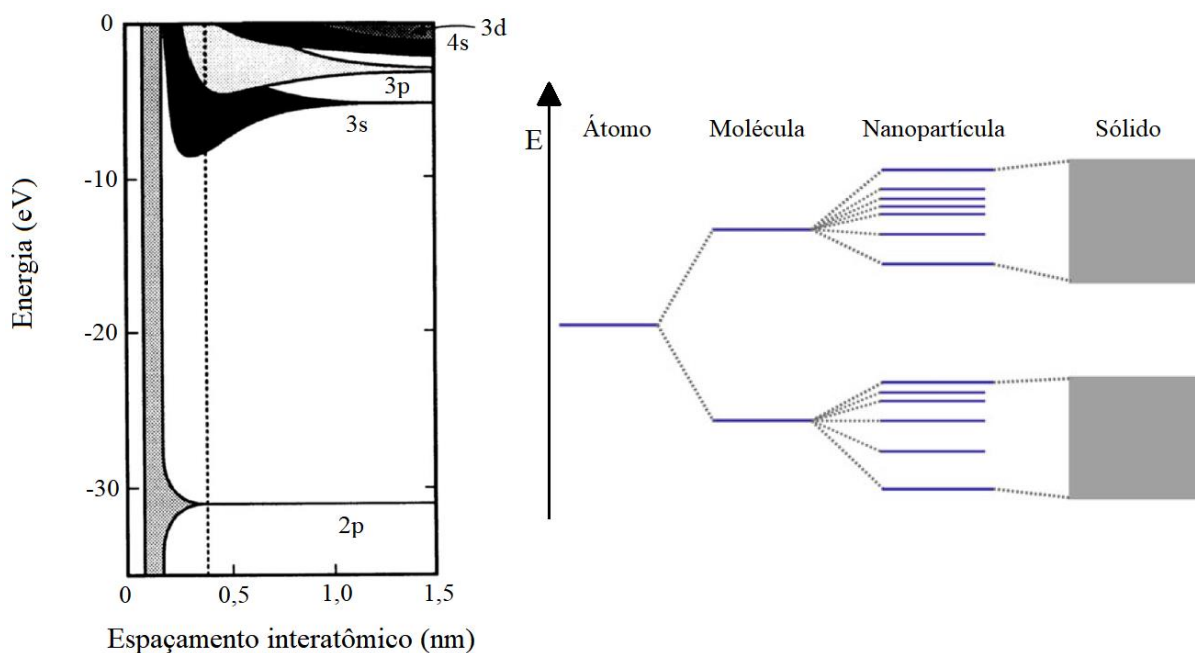 0
-10
-20
-30
Energia (eV)
3d
4s
3p
3s
2p
0
0,5
1,0
1,5
Espaçamento interatômico (nm)
E
Átomo
Molécula
Nanopartícula
Sólido